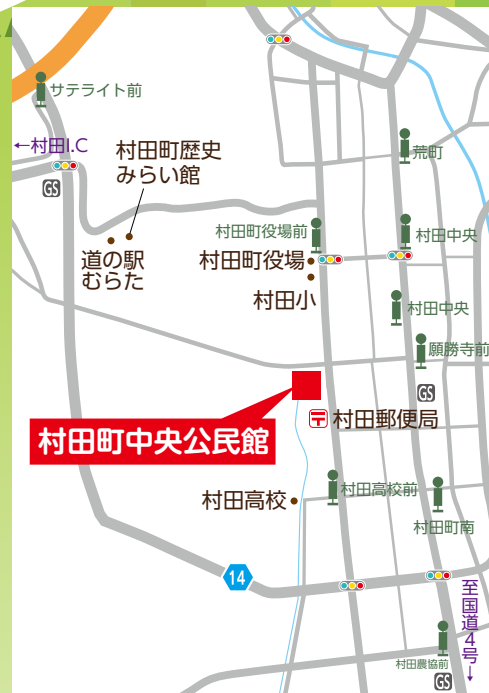 サテライト前
←村田I.C
GS
村田町歴史
みらい館
道の駅
むらた
荒町
村田町役場前
村田中央
村田町役場
村田小
村田中央
願勝寺前
GS
村田郵便局
村田町中央公民館
村田高校前
村田高校
村田町南
14
至国道4号→
村田農協前
GS